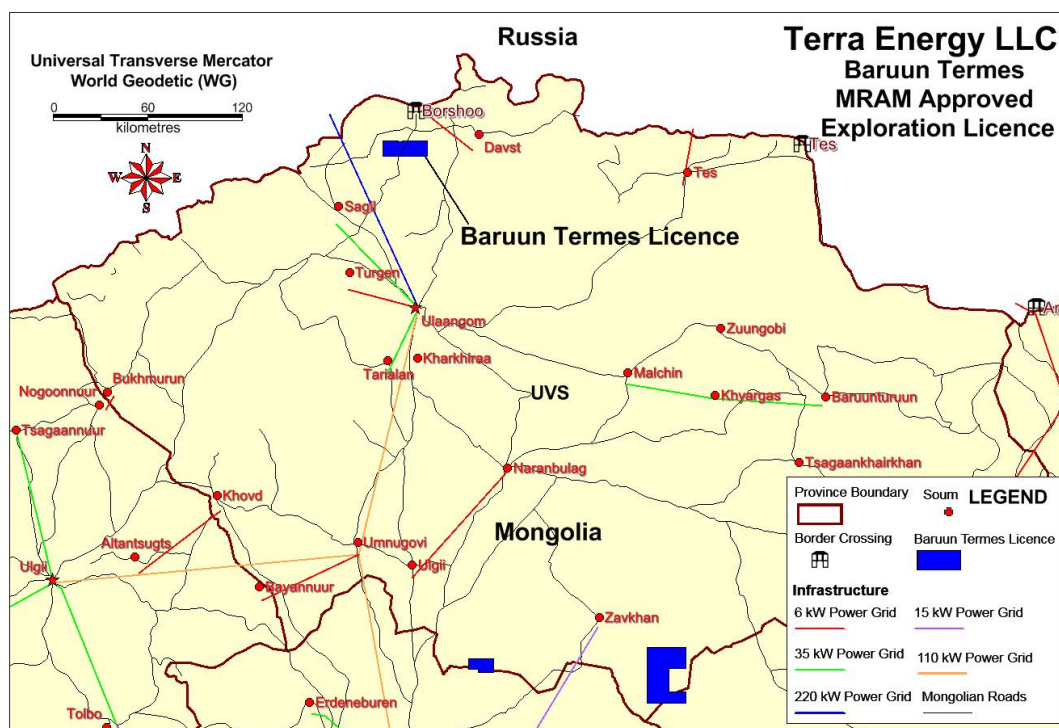 Russia
Terra Energy LLC
Baruun Termes
MRAM Approved
Exploration Licence
Universal Transverse Mercator
World Geodetic (WG)
0 60 120
kilometres
N
W E
S
Borshoo
Davst
Tes
Tes
Sagil
Baruun Termes Licence
Turgen
Ulaangom
Ar
Zuungobi
Kharkhiraa
Tarialan
Malchin
Bukhmurun
Nogoonnuur
UVS
Khyargas
Baruunturuun
Tsagaannuur
Naranbulag
Tsagaankhairkhan
Khovd
Mongolia
Altantsugts
Umnugovi
Ulgii
Ulgii
Bayannuur
Zavkhan
Erdeneburen
Tolbo
Province Boundary
Soum
LEGEND
Border Crossing
Baruun Termes Licence
Infrastructure
6 kW Power Grid
15 kW Power Grid
35 kW Power Grid
110 kW Power Grid
220 kW Power Grid
Mongolian Roads